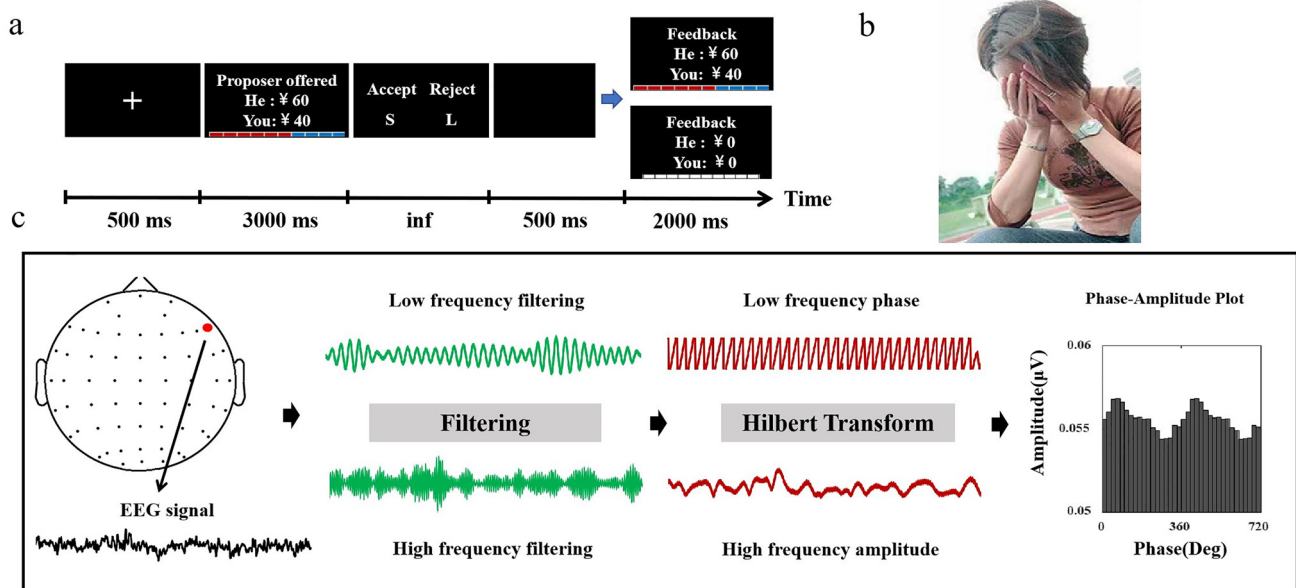 a
+
Proposer offered
He : ¥ 60
You: ¥ 40
Accept Reject
S L
Feedback
He : ¥ 60
You: ¥ 40
Feedback
He : ¥ 0
You: ¥ 0
Time
500 ms 3000 ms inf 500 ms 2000 ms
b
c
EEG signal
Low frequency filtering
Filtering
High frequency filtering
Low frequency phase
Hilbert Transform
High frequency amplitude
Phase-Amplitude Plot
Amplitude(μV)
0.06
0.055
0.05
0 360 720
Phase(Deg)